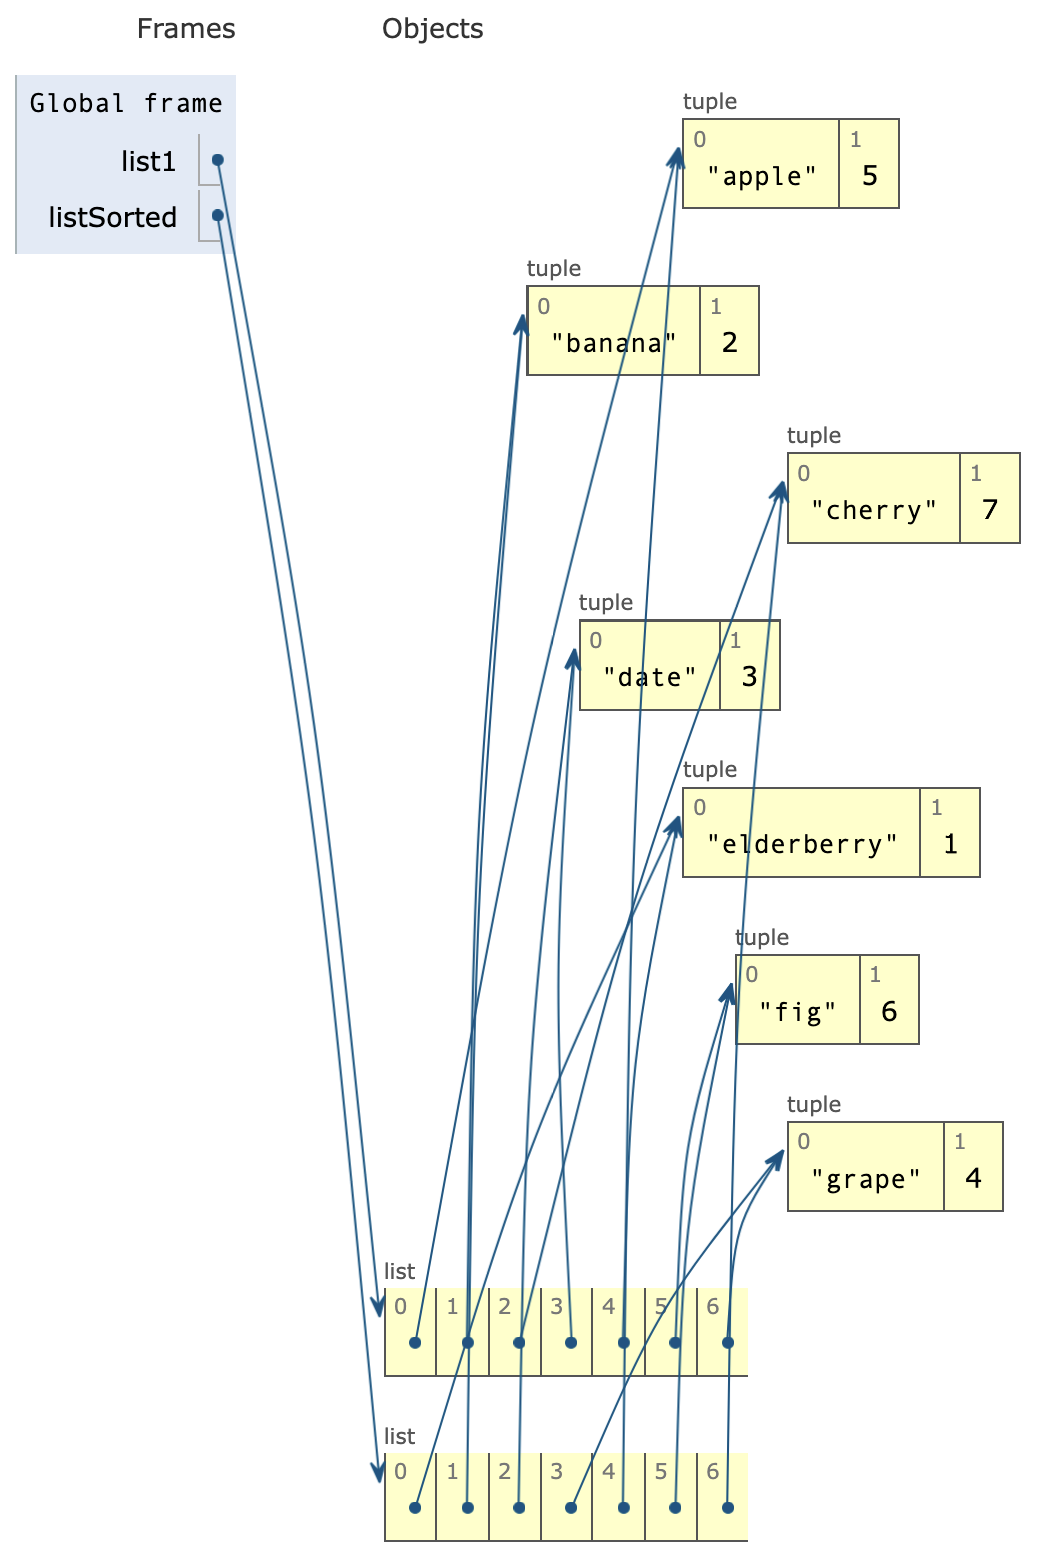 Frames Objects
Global frame
list1
listSorted
tuple
0 1
"apple" 5
tuple
0 1
"banana" 2
tuple
0 1
"cherry" 7
tuple
0 1
"date" 3
tuple
0 1
"elderberry" 1
tuple
0 1
"fig" 6
tuple
0 1
"grape" 4
list
0 1 2 3 4 5 6
list
0 1 2 3 4 5 6